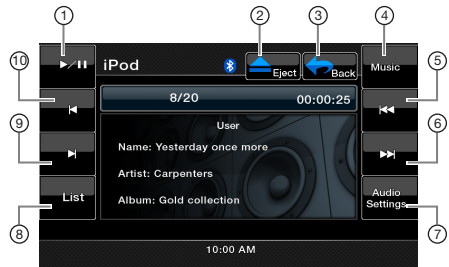 ① ② ③ ④
iPod Eject Back Music
⑩ ⑤
8/20 00:00:25
User
Name: Yesterday once more
⑨ ⑥
Artist: Carpenters
List Album: Gold collection Audio Settings
⑧ ⑦
10:00 AM